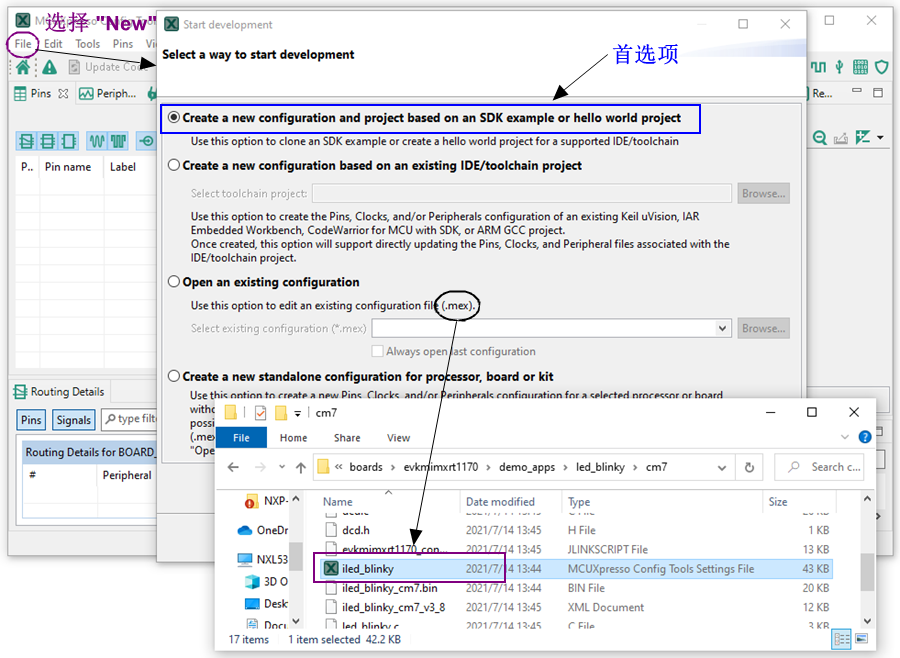 选择 "New"
Start development
File Edit Tools Pins
Update Code
Select a way to start development
首选项
Pins
Periph...
Re...
Create a new configuration and project based on an SDK example or hello world project
Use this option to clone an SDK example or create a hello world project for a supported IDE/toolchain
P.. Pin name Label
Create a new configuration based on an existing IDE/toolchain project
Select toolchain project: Browse...
Use this option to create the Pins, Clocks, and/or Peripherals configuration of an existing Keil uVision, IAR
Embedded Workbench, CodeWarrior for MCU with SDK, or ARM GCC project.
Once created, this option will support directly updating the Pins, Clocks, and Peripheral files associated with the
IDE/toolchain project.
Open an existing configuration
Use this option to edit an existing configuration file (.mex).
Select existing configuration (*.mex) Browse...
Always open last configuration
Create a new standalone configuration for processor, board or kit
Use this option to create a new Pins, Clocks, and/or Peripherals configuration for a selected processor or board
witho
possi
(.mex
"Ope
Routing Details
Pins Signals type filte
Routing Details for BOARD_
# Peripheral
cm7
File Home Share View
« boards › evkmimxrt1170 › demo_apps › iled_blinky › cm7
Search c...
Name Date modified Type Size
dcd.h 2021/7/14 13:45 H File 1 KB
evkmimxrt1170_con... 2021/7/14 13:45 JLINKSCRIPT File 13 KB
iled_blinky 2021/7/14 13:44 MCUXpresso Config Tools Settings File 43 KB
iled_blinky_cm7.bin 2021/7/14 13:44 BIN File 20 KB
iled_blinky_cm7_v3_8 2021/7/14 13:45 XML Document 12 KB
iled_blinky.c 2021/7/14 13:45 C File 3 KB
NXP-
OneDr
NXL53
3D O
Deskt
Docu
17 items 1 item selected 42.2 KB